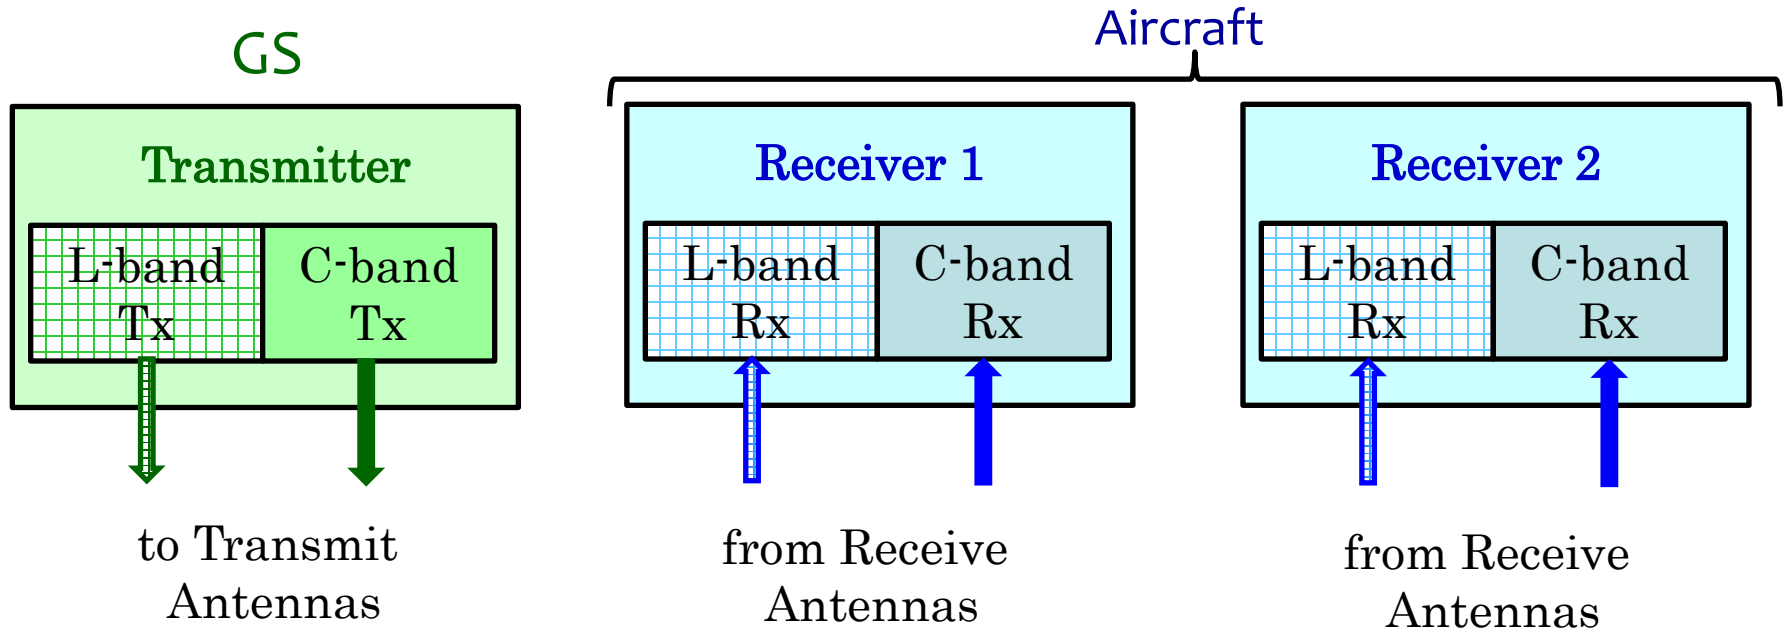 GS
Aircraft
Transmitter
L-band
Tx
C-band
Tx
to Transmit
Antennas
Receiver 1
L-band
Rx
C-band
Rx
from Receive
Antennas
Receiver 2
L-band
Rx
C-band
Rx
from Receive
Antennas